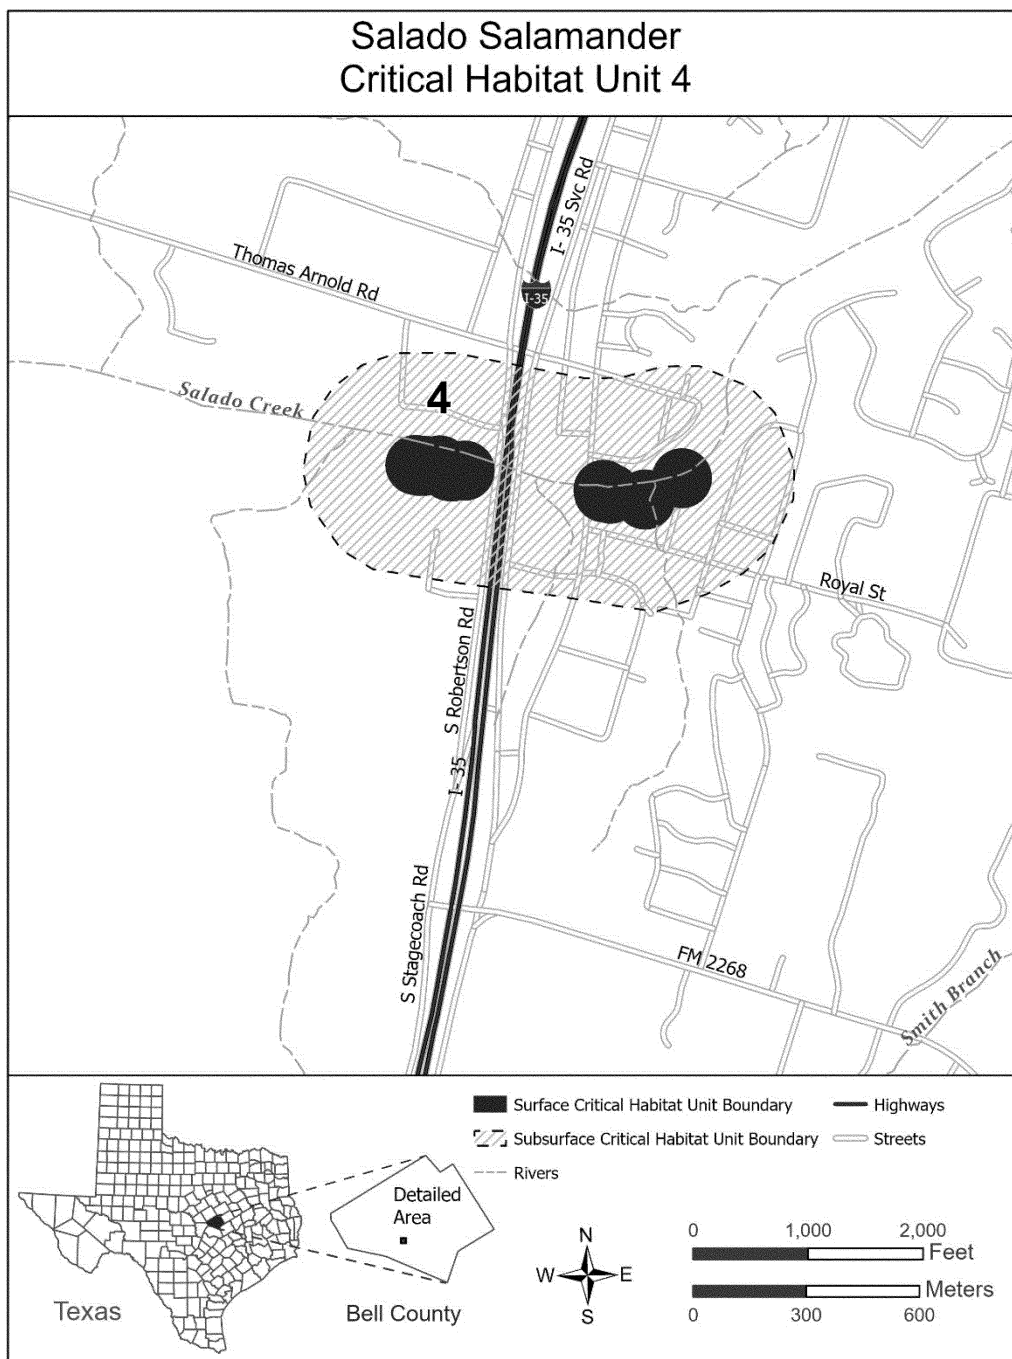 Salado Salamander
Critical Habitat Unit 4
I- 35 Svc Rd
Thomas Arnold Rd
I-35
Salado Creek
4
Royal St
S Robertson Rd
I- 35
S Stagecoach Rd
FM 2268
Smith Branch
Surface Critical Habitat Unit Boundary
Highways
Subsurface Critical Habitat Unit Boundary
Streets
Rivers
Detailed
Area
Texas
Bell County
N
W E
S
0 1,000 2,000
Feet
Meters
0 300 600